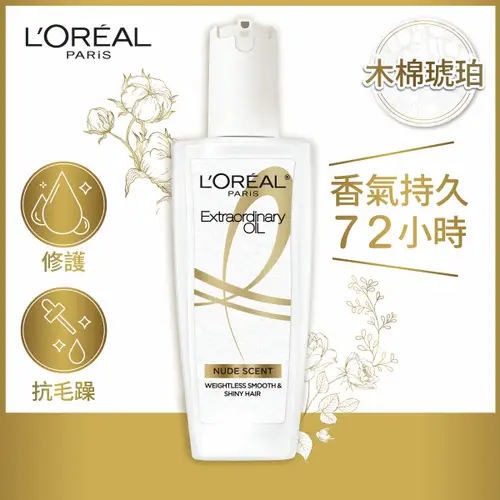 L'ORÉAL
PARIS
木棉琥珀
L'ORÉAL®
PARIS
Extraordinary
OIL
香氣持久
72小時
修護
抗毛躁
NUDE SCENT
WEIGHTLESS SMOOTH &
SHINY HAIR